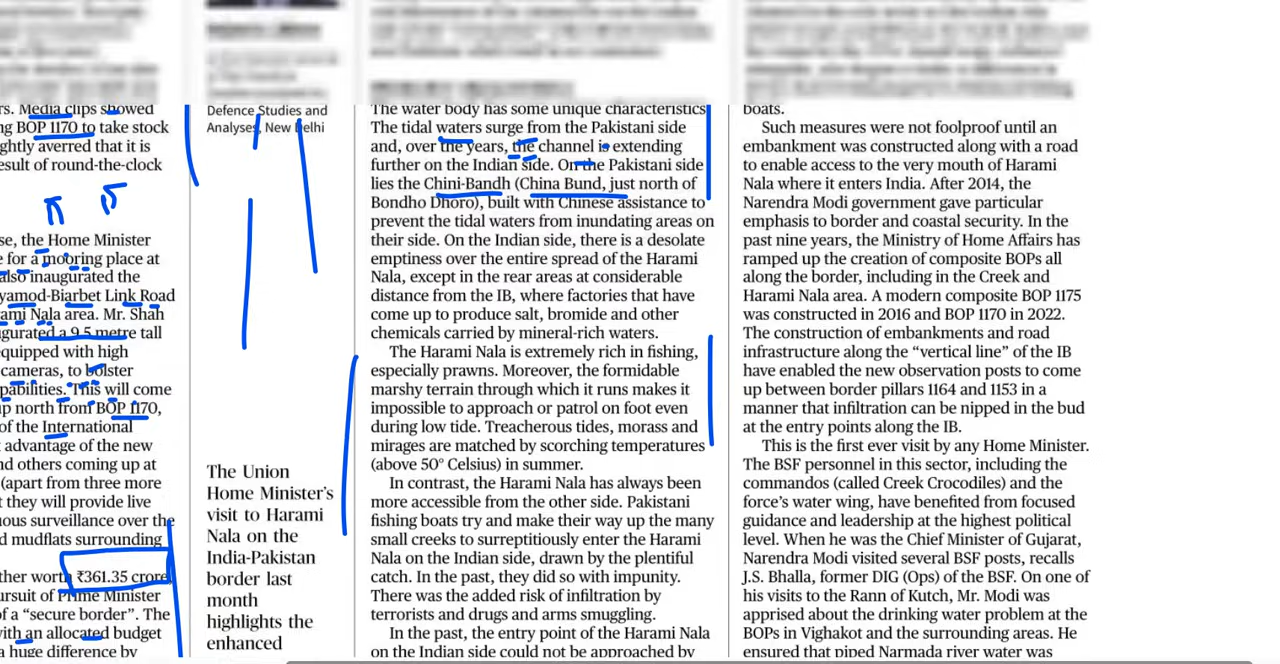 rs. Media clips showed
ng BOP 1170 to take stock
ghtly averred that it is
esult of round-the-clock
se, the Home Minister
e for a mooring place at
also inaugurated the
yamod-Biarbet Link Road
ami Nala area. Mr. Shah
gurated a 9.5 metre tall
equipped with high
cameras, to bolster
pabilities. This will come
up north from BOP 1170,
of the International
t advantage of the new
nd others coming up at
(apart from three more
t they will provide live
uous surveillance over the
d mudflats surrounding
ther worth ₹361.35 crore,
ursuit of Prime Minister
of a “secure border”. The
with an allocated budget
a huge difference by
Defence Studies and
Analyses, New Delhi
The Union
Home Minister’s
visit to Harami
Nala on the
India-Pakistan
border last
month
highlights the
enhanced
The water body has some unique characteristics
The tidal waters surge from the Pakistani side
and, over the years, the channel is extending
further on the Indian side. On the Pakistani side
lies the Chini-Bandh (China Bund, just north of
Bondho Dhoro), built with Chinese assistance to
prevent the tidal waters from inundating areas on
their side. On the Indian side, there is a desolate
emptiness over the entire spread of the Harami
Nala, except in the rear areas at considerable
distance from the IB, where factories that have
come up to produce salt, bromide and other
chemicals carried by mineral-rich waters.
The Harami Nala is extremely rich in fishing,
especially prawns. Moreover, the formidable
marshy terrain through which it runs makes it
impossible to approach or patrol on foot even
during low tide. Treacherous tides, morass and
mirages are matched by scorching temperatures
(above 50° Celsius) in summer.
In contrast, the Harami Nala has always been
more accessible from the other side. Pakistani
fishing boats try and make their way up the many
small creeks to surreptitiously enter the Harami
Nala on the Indian side, drawn by the plentiful
catch. In the past, they did so with impunity.
There was the added risk of infiltration by
terrorists and drugs and arms smuggling.
In the past, the entry point of the Harami Nala
on the Indian side could not be approached by
boats.
Such measures were not foolproof until an
embankment was constructed along with a road
to enable access to the very mouth of Harami
Nala where it enters India. After 2014, the
Narendra Modi government gave particular
emphasis to border and coastal security. In the
past nine years, the Ministry of Home Affairs has
ramped up the creation of composite BOPs all
along the border, including in the Creek and
Harami Nala area. A modern composite BOP 1175
was constructed in 2016 and BOP 1170 in 2022.
The construction of embankments and road
infrastructure along the “vertical line” of the IB
have enabled the new observation posts to come
up between border pillars 1164 and 1153 in a
manner that infiltration can be nipped in the bud
at the entry points along the IB.
This is the first ever visit by any Home Minister.
The BSF personnel in this sector, including the
commandos (called Creek Crocodiles) and the
force’s water wing, have benefited from focused
guidance and leadership at the highest political
level. When he was the Chief Minister of Gujarat,
Narendra Modi visited several BSF posts, recalls
J.S. Bhalla, former DIG (Ops) of the BSF. On one of
his visits to the Rann of Kutch, Mr. Modi was
apprised about the drinking water problem at the
BOPs in Vighakot and the surrounding areas. He
ensured that piped Narmada river water was